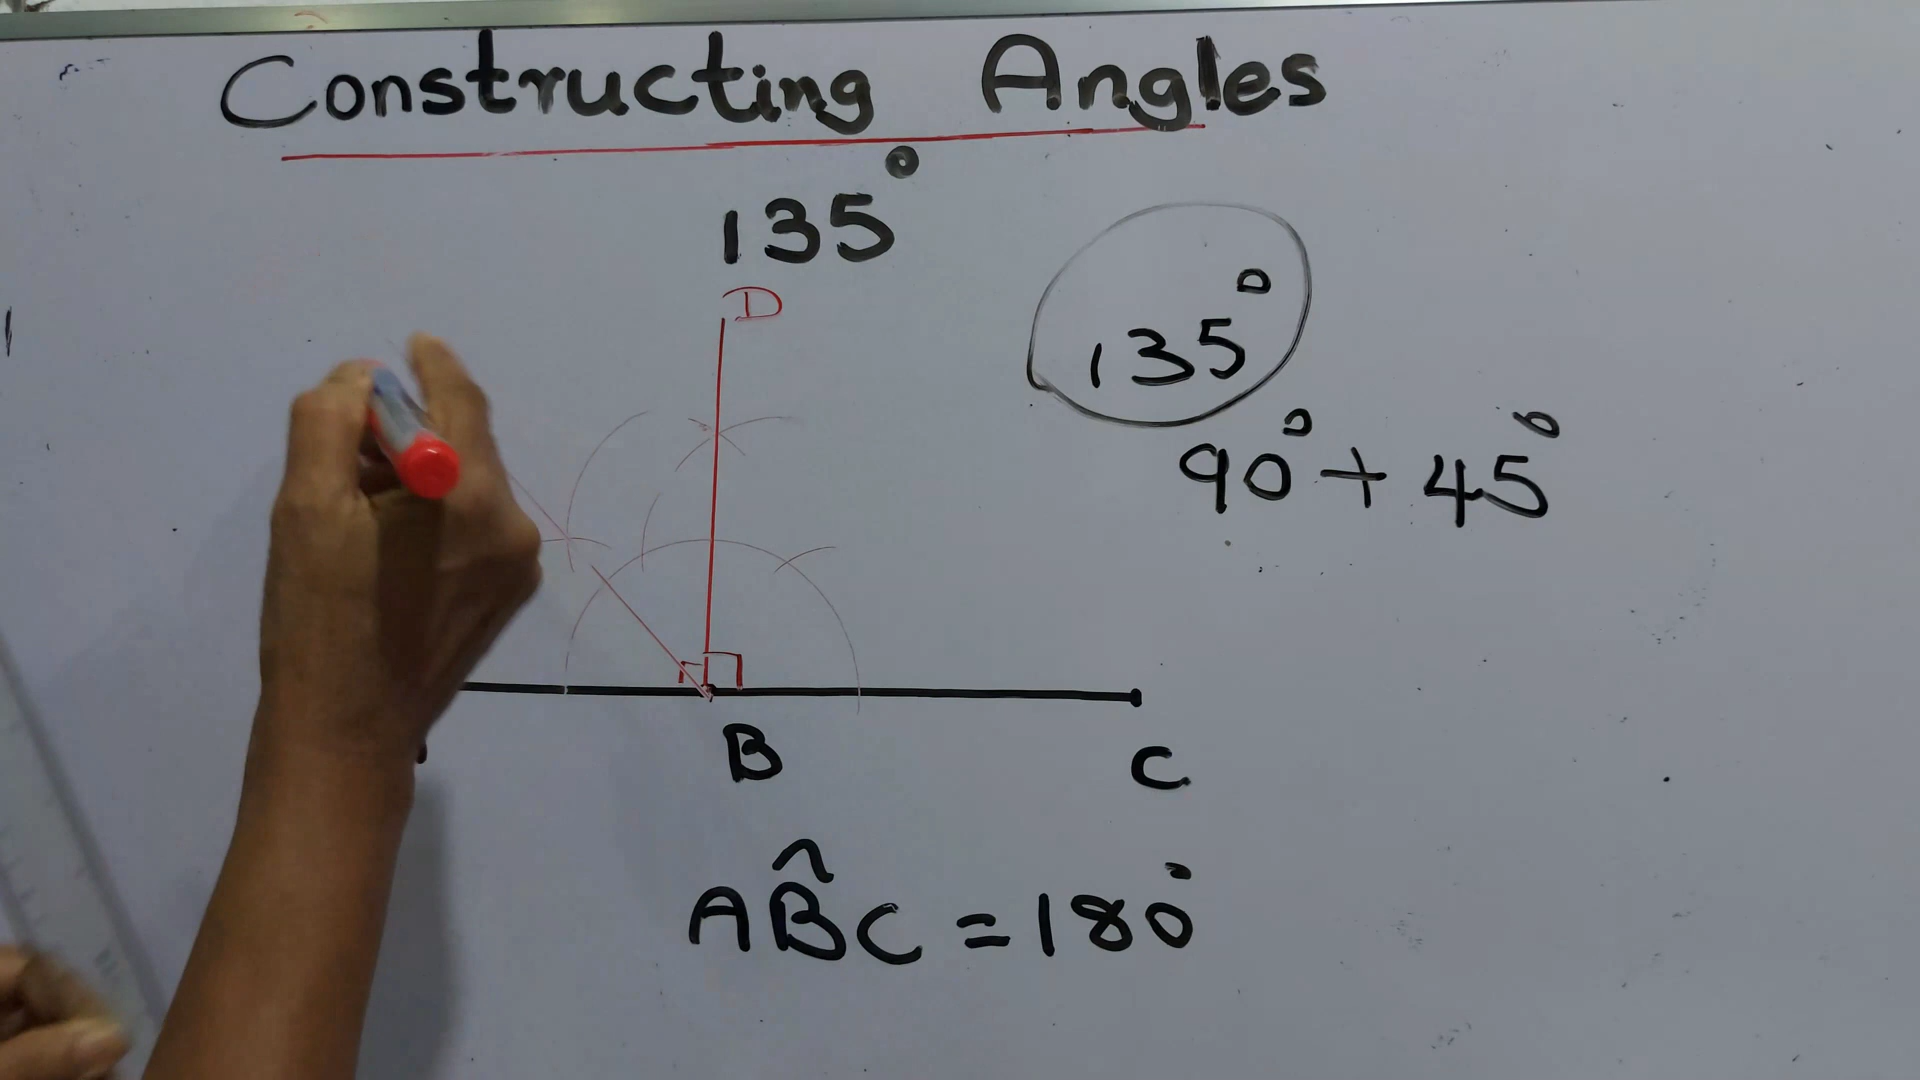 Constructing Angles
135°
D
135°
90° + 45°
B
C
AB̂C = 180°